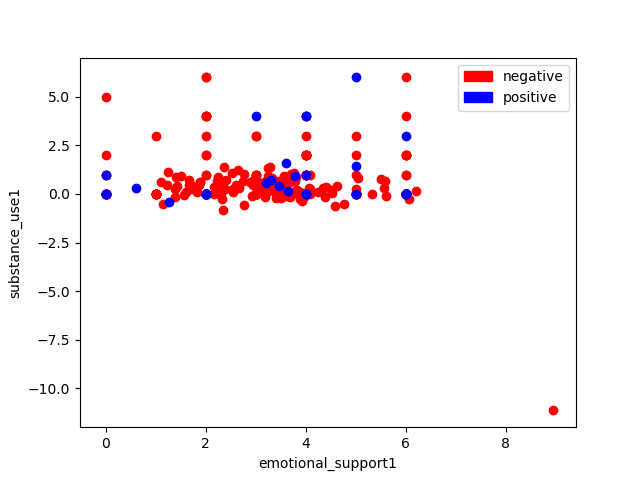 negative
positive
5.0
2.5
0.0
−2.5
−5.0
−7.5
−10.0
substance_use1
0 2 4 6 8
emotional_support1